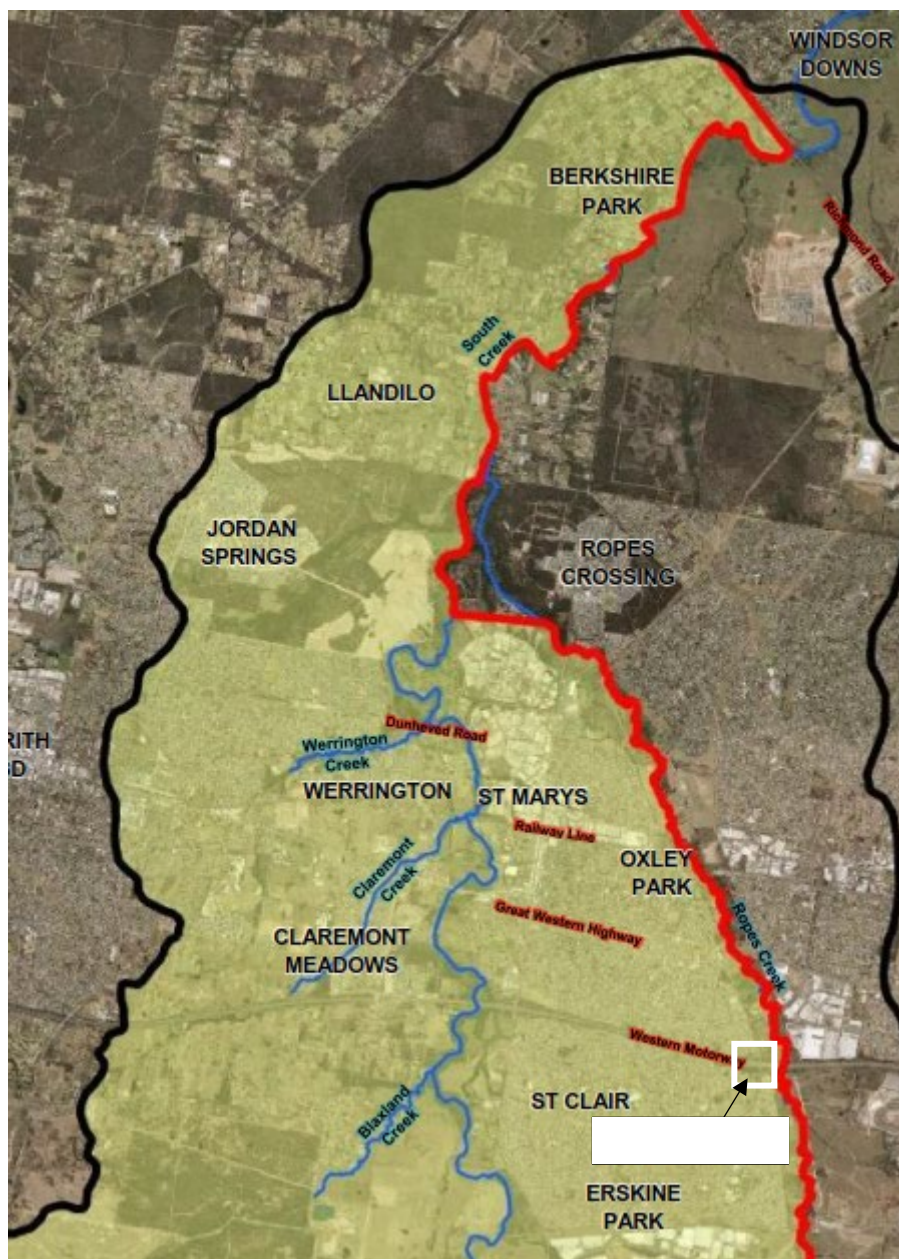 WINDSOR
DOWNS
BERKSHIRE
PARK
Richmond Road
South
Creek
LLANDILO
JORDAN
SPRINGS
ROPES
CROSSING
Dunheved Road
Werrington
Creek
WERRINGTON
ST MARYS
Railway Line
Claremont
Creek
OXLEY
PARK
Great Western Highway
Ropes Creek
CLAREMONT
MEADOWS
Western Motorway
ST CLAIR
Blaxland
Creek
ERSKINE
PARK